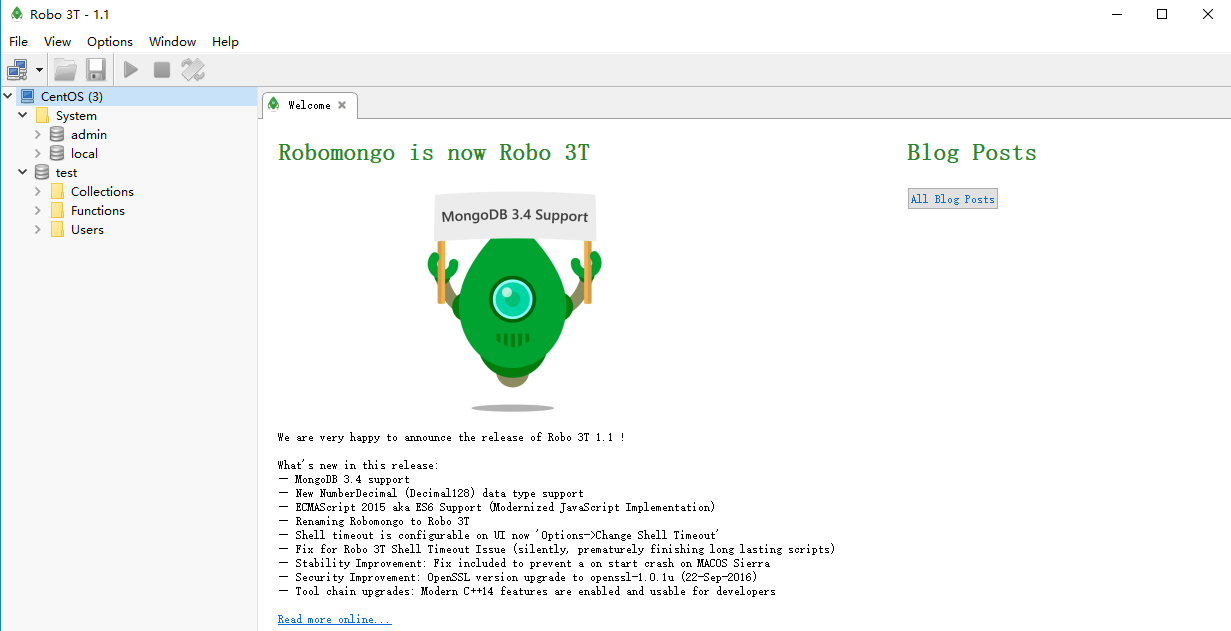 Robo 3T - 1.1
File View Options Window Help
CentOS (3)
System
admin
local
test
Collections
Functions
Users
Welcome
Robomongo is now Robo 3T
MongoDB 3.4 Support
We are very happy to announce the release of Robo 3T 1.1 !
What's new in this release:
— MongoDB 3.4 support
— New NumberDecimal (Decimal128) data type support
— ECMAScript 2015 aka ES6 Support (Modernized JavaScript Implementation)
— Renaming Robomongo to Robo 3T
— Shell timeout is configurable on UI now 'Options->Change Shell Timeout'
— Fix for Robo 3T Shell Timeout Issue (silently, prematurely finishing long lasting scripts)
— Stability Improvement: Fix included to prevent a on start crash on MACOS Sierra
— Security Improvement: OpenSSL version upgrade to openssl-1.0.1u (22-Sep-2016)
— Tool chain upgrades: Modern C++14 features are enabled and usable for developers
Read more online...
Blog Posts
All Blog Posts